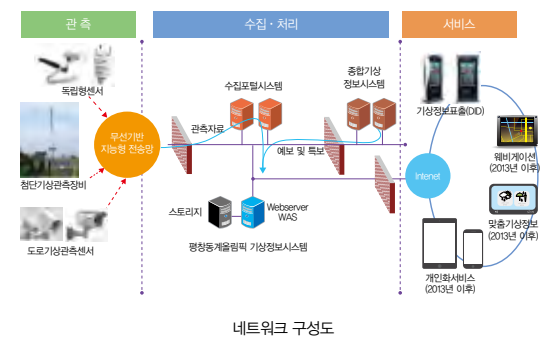 관 측
수집 · 처리
서비스
독립형센서
첨단기상관측장비
도로기상관측센서
무선기반
지능형 전송망
관측자료
수집포털시스템
종합기상
정보시스템
예보 및 특보
스토리지
Webserver
WAS
평창동계올림픽 기상정보시스템
Intenet
기상정보표출(DID)
웨비게이션
(2013년 이후)
맞춤기상정보
(2013년 이후)
개인화서비스
(2013년 이후)
네트워크 구성도